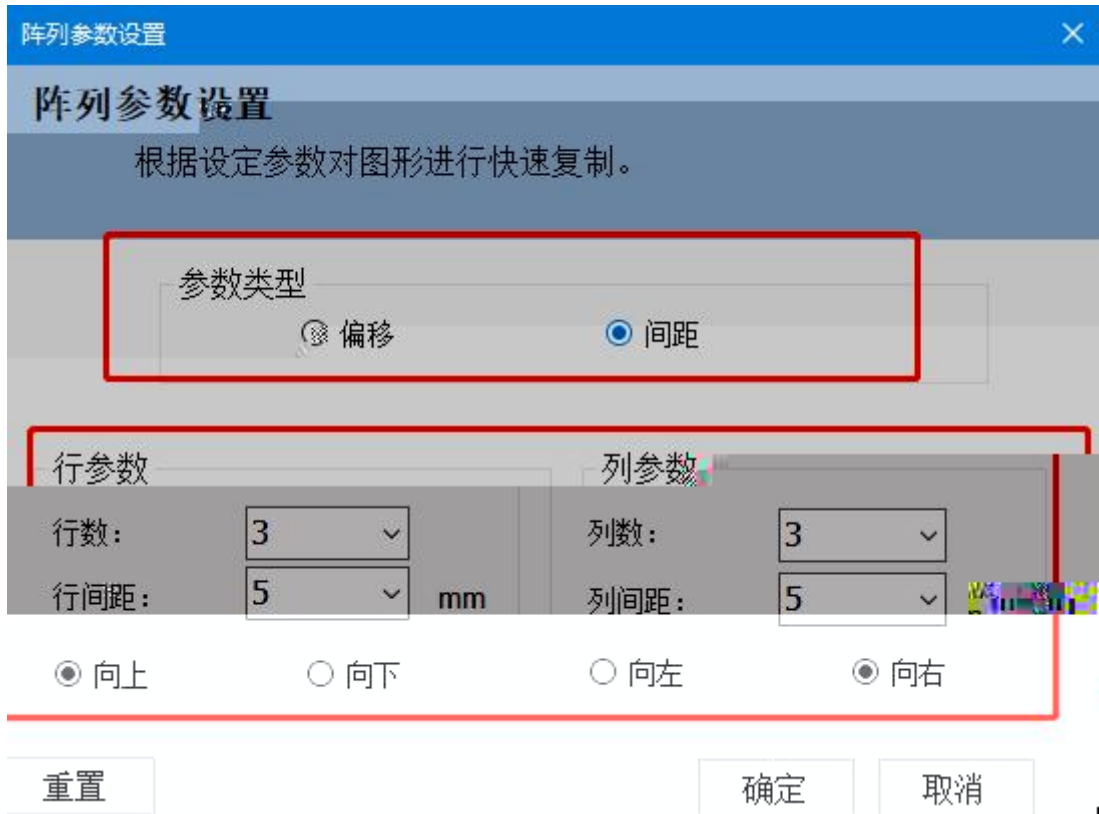 阵列参数设置
阵列参数设置
根据设定参数对图形进行快速复制。
参数类型
偏移 间距
行参数 列参数
行数: 3 列数: 3
行间距: 5 mm 列间距: 5
向上 向下 向左 向右
重置 确定 取消